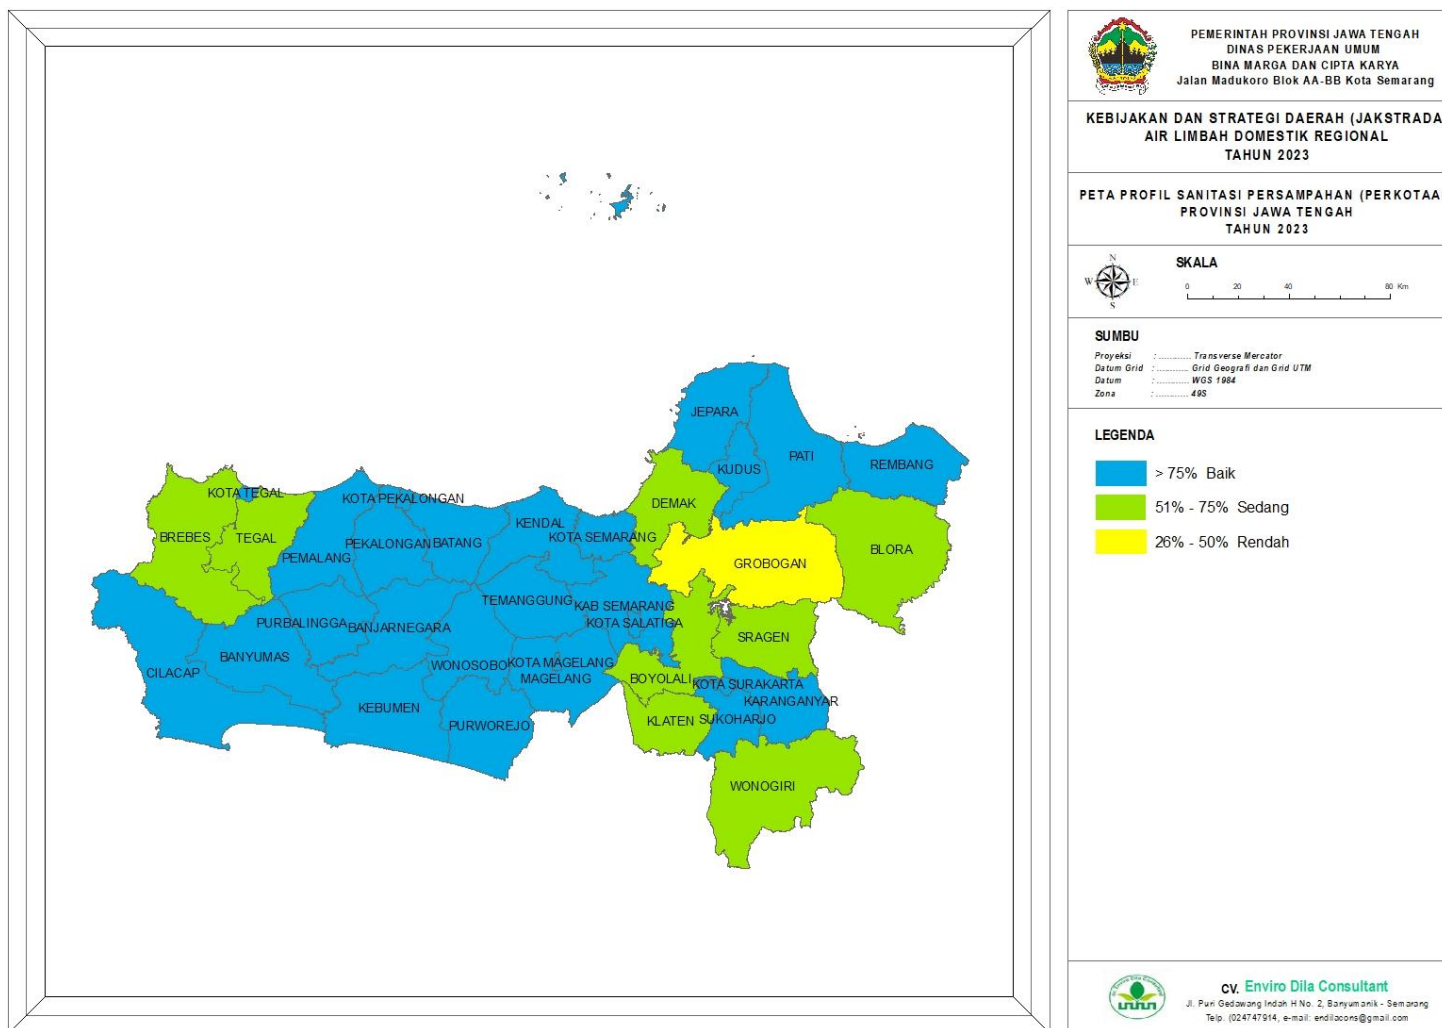 PEMERINTAH PROVINSI JAWA TENGAH
DINAS PEKERJAAN UMUM
BINA MARGA DAN CIPTA KARYA
Jalan Madukoro Blok AA-BB Kota Semarang
KEBIJAKAN DAN STRATEGI DAERAH (JAKSTRADA
AIR LIMBAH DOMESTIK REGIONAL
TAHUN 2023
PETA PROFIL SANITASI PERSAMPAHAN (PERKOTAA
PROVINSI JAWA TENGAH
TAHUN 2023
N
W E
S
SKALA
0 20 40 80 Km
SUMBU
Proyeksi : ............ Transverse Mercator
Datum Grid : ............ Grid Geografi dan Grid UTM
Datum : ............ WGS 1984
Zona : ............ 49S
LEGENDA
> 75% Baik
51% - 75% Sedang
26% - 50% Rendah
JEPARA
PATI
KUDUS
REMBANG
KOTA TEGAL
KOTA PEKALONGAN
DEMAK
KENDAL
BREBES
TEGAL
PEKALONGAN
BATANG
KOTA SEMARANG
PEMALANG
GROBOGAN
BLORA
TEMANGGUNG
KAB SEMARANG
PURBALINGGA
BANJARNEGARA
KOTA SALATIGA
SRAGEN
BANYUMAS
CILACAP
WONOSOBO
KOTA MAGELANG
MAGELANG
BOYOLALI
KOTA SURAKARTA
KARANGANYAR
KEBUMEN
PURWOREJO
KLATEN
SUKOHARJO
WONOGIRI
CV. Enviro Dila Consultant
Jl. Puri Gedawang Indah H No. 2, Banyumanik - Semarang
Telp. (024747914, e-mail: endilacons@gmail.com